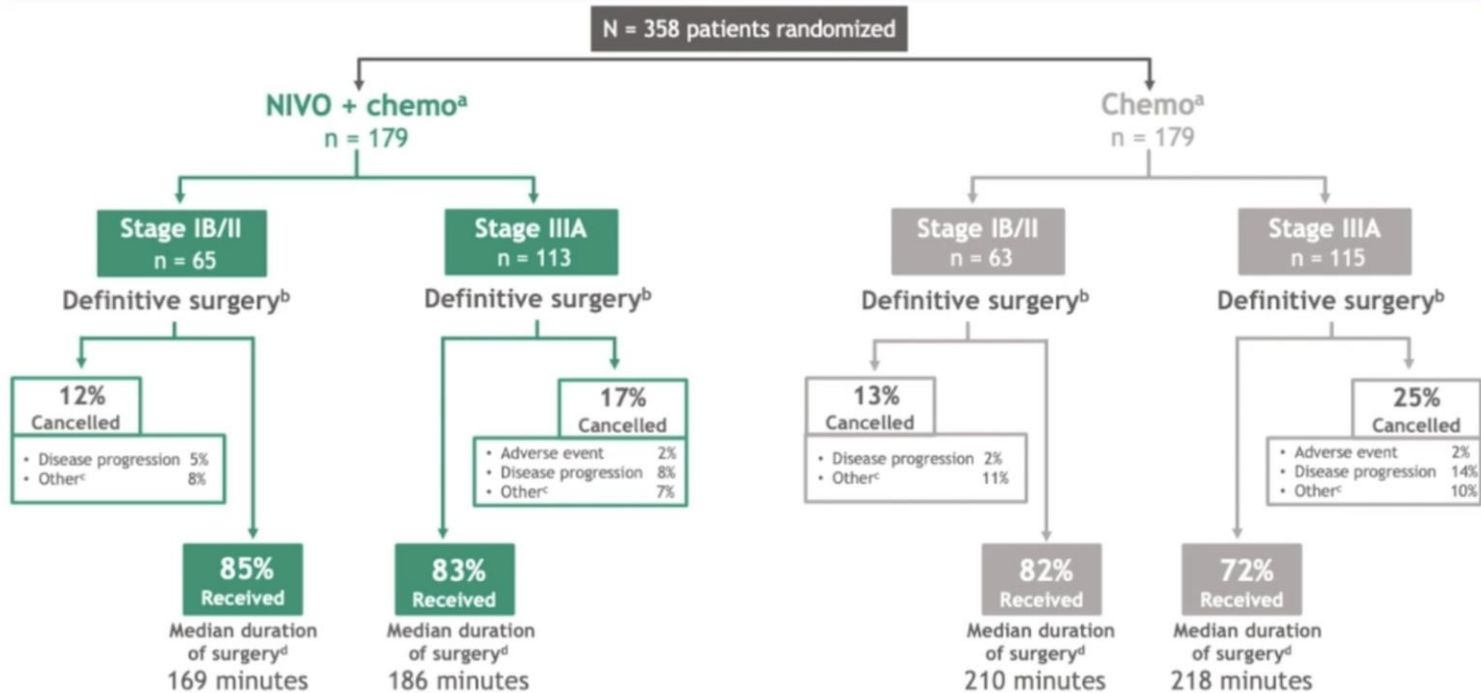 N = 358 patients randomized
NIVO + chemoᵃ
n = 179
Chemoᵃ
n = 179
Stage IB/II
n = 65
Stage IIIA
n = 113
Stage IB/II
n = 63
Stage IIIA
n = 115
Definitive surgeryᵇ
Definitive surgeryᵇ
Definitive surgeryᵇ
Definitive surgeryᵇ
12%
Cancelled
• Disease progression 5%
• Otherᶜ 8%
17%
Cancelled
• Adverse event 2%
• Disease progression 8%
• Otherᶜ 7%
13%
Cancelled
• Disease progression 2%
• Otherᶜ 11%
25%
Cancelled
• Adverse event 2%
• Disease progression 14%
• Otherᶜ 10%
85%
Received
Median duration
of surgeryᵈ
169 minutes
83%
Received
Median duration
of surgeryᵈ
186 minutes
82%
Received
Median duration
of surgeryᵈ
210 minutes
72%
Received
Median duration
of surgeryᵈ
218 minutes